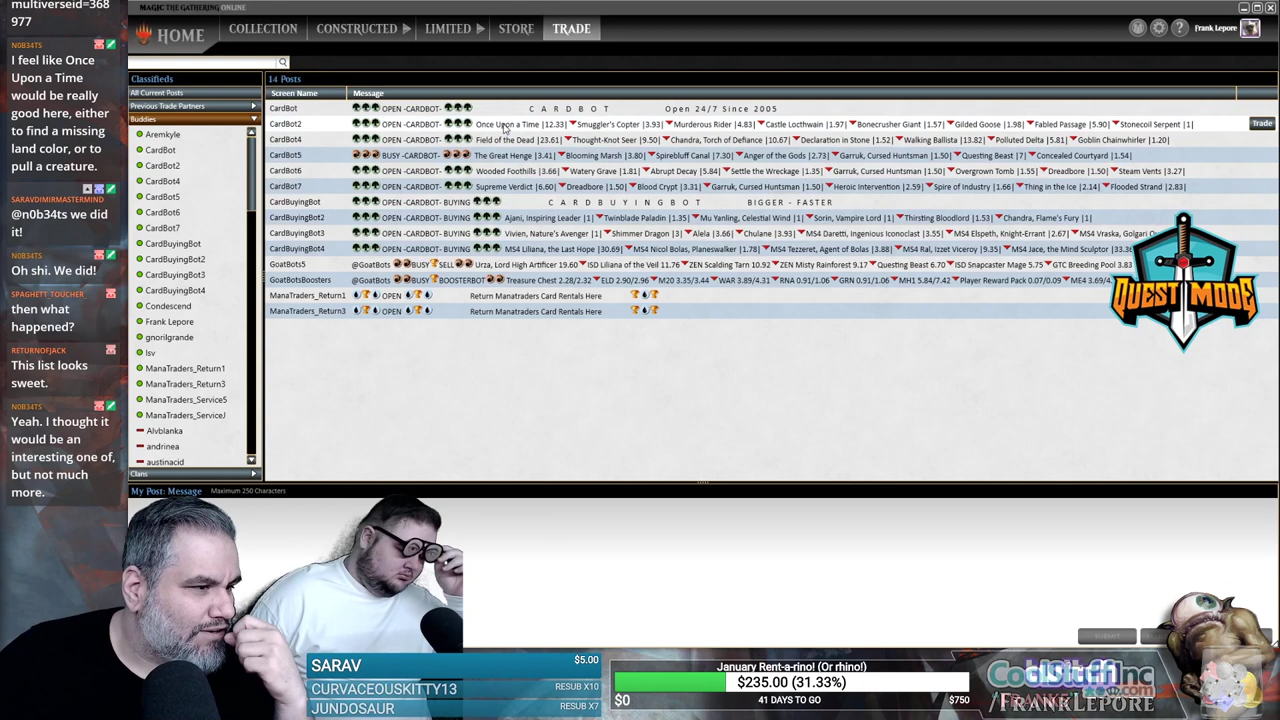 MAGIC THE GATHERING ONLINE
HOME
COLLECTION
CONSTRUCTED
LIMITED
STORE
TRADE
Frank Lepore
multiverseid=368
977
N0B34TS
I feel like Once
Upon a Time
would be really
good here, either
to find a missing
land color, or to
pull a creature.
SARAVDIMIRMASTERMIND
@n0b34ts we did
it!
N0B34TS
Oh shi. We did!
SPAGHETT_TOUCHER_
then what
happened?
RETURNOFJACK
This list looks
sweet.
N0B34TS
Yeah. I thought it
would be an
interesting one of,
but not much
more.
Classifieds
All Current Posts
Previous Trade Partners
Buddies
Aremkyle
CardBot
CardBot2
CardBot4
CardBot5
CardBot6
CardBot7
CardBuyingBot
CardBuyingBot2
CardBuyingBot3
CardBuyingBot4
Condescend
Frank Lepore
gnorilgrande
lsv
ManaTraders_Return1
ManaTraders_Return3
ManaTraders_Service5
ManaTraders_ServiceJ
Alvblanka
andrinea
austinacid
Clans
14 Posts
Screen Name Message
CardBot OPEN -CARDBOT- C A R D B O T Open 24/7 Since 2005
CardBot2 OPEN -CARDBOT- Once Upon a Time |12.33| Smuggler's Copter |3.93| Murderous Rider |4.83| Castle Locthwain |1.97| Bonecrusher Giant |1.57| Gilded Goose |1.98| Fabled Passage |5.90| Stonecoil Serpent |1| Trade
CardBot4 OPEN -CARDBOT- Field of the Dead |23.61| Thought-Knot Seer |9.50| Chandra, Torch of Defiance |10.67| Declaration in Stone |1.52| Walking Ballista |13.82| Polluted Delta |5.81| Goblin Chainwhirler |1.20|
CardBot5 BUSY -CARDBOT- The Great Henge |3.41| Blooming Marsh |3.80| Spirebluff Canal |7.30| Anger of the Gods |2.73| Garruk, Cursed Huntsman |1.50| Questing Beast |7| Concealed Courtyard |1.54|
CardBot6 OPEN -CARDBOT- Wooded Foothills |3.66| Watery Grave |1.81| Abrupt Decay |5.84| Settle the Wreckage |1.35| Garruk, Cursed Huntsman |1.50| Overgrown Tomb |1.55| Dreadbore |1.50| Steam Vents |3.27|
CardBot7 OPEN -CARDBOT- Supreme Verdict |6.60| Dreadbore |1.50| Blood Crypt |3.31| Garruk, Cursed Huntsman |1.50| Heroic Intervention |2.59| Spire of Industry |1.66| Thing in the Ice |2.14| Flooded Strand |2.83|
CardBuyingBot OPEN -CARDBOT- BUYING C A R D B U Y I N G B O T B I G G E R - F A S T E R
CardBuyingBot2 OPEN -CARDBOT- BUYING Ajani, Inspiring Leader |1| Twinblade Paladin |1.35| Mu Yanling, Celestial Wind |1| Sorin, Vampire Lord |1| Thirsting Bloodlord |1.53| Chandra, Flame's Fury |1|
CardBuyingBot3 OPEN -CARDBOT- BUYING Vivien, Nature's Avenger |1| Shimmer Dragon |3| Alela |3.66| Chulane |3.93| MS4 Daretti, Ingenious Iconoclast |3.55| MS4 Elspeth, Knight-Errant |2.67| MS4 Vraska, Golgari
CardBuyingBot4 OPEN -CARDBOT- BUYING MS4 Liliana, the Last Hope |30.69| MS4 Nicol Bolas, Planeswalker |1.78| MS4 Tezzeret, Agent of Bolas |3.88| MS4 Ral, Izzet Viceroy |9.35| MS4 Jace, the Mind Sculptor |33.36
GoatBots5 @GoatBots BUSY SELL Urza, Lord High Artificer 19.60 ISD Liliana of the Veil 11.76 ZEN Scalding Tarn 10.92 ZEN Misty Rainforest 9.17 Questing Beast 6.70 ISD Snapcaster Mage 5.75 GTC Breeding Pool 3.83
GoatBotsBoosters @GoatBots BUSY BOOSTERBOT Treasure Chest 2.28/2.32 ELD 2.90/2.96 M20 3.35/3.44 WAR 3.89/4.31 RNA 0.91/1.06 GRN 0.91/1.06 MH1 5.84/7.42 Player Reward Pack 0.07/0.09 ME4
ManaTraders_Return1 OPEN Return Manatraders Card Rentals Here
ManaTraders_Return3 OPEN Return Manatraders Card Rentals Here
QUEST MODE
My Post: Message Maximum 250 Characters
SUBMIT
SARAV $5.00
CURVACEOUSKITTY13 RESUB X10
JUNDOSAUR RESUB X7
January Rent-a-rino! (Or rhino!)
$235.00 (31.33%)
$0 41 DAYS TO GO $750
CoolStuffInc
.com
/FRANKLEPORE